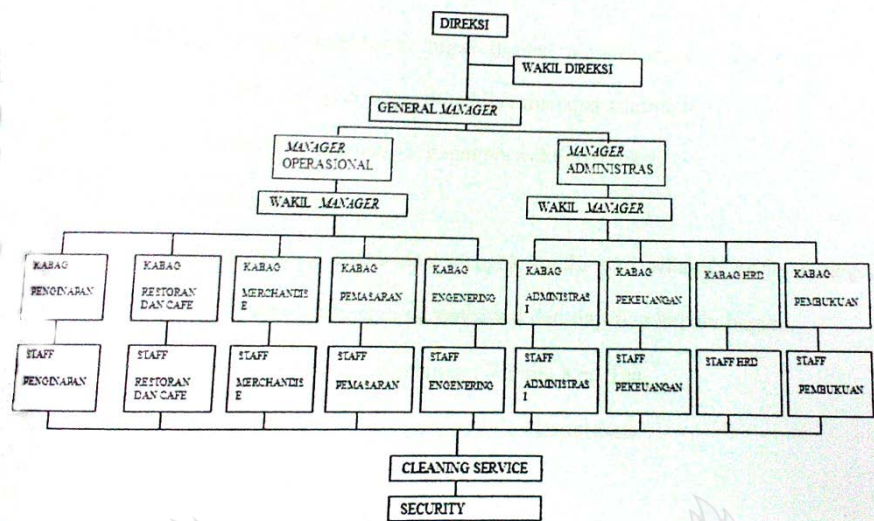 DIREKSI
WAKIL DIREKSI
GENERAL MANAGER
MANAGER
OPERASIONAL
MANAGER
ADMINISTRAS
WAKIL MANAGER
WAKIL MANAGER
KABAG
PENGINAPAN
KABAG
RESTORAN
DAN CAFE
KABAG
MERCHANDIS
E
KABAG
PEMASARAN
KABAG
ENGENERING
KABAG
ADMINISTRAS
I
KABAG
PEKEUANGAN
KABAG HRD
KABAG
PEMBUKUAN
STAFF
PENGINAPAN
STAFF
RESTORAN
DAN CAFE
STAFF
MERCHANDIS
E
STAFF
PEMASARAN
STAFF
ENGENERING
STAFF
ADMINISTRAS
I
STAFF
PEKEUANGAN
STAFF HRD
STAFF
PEMBUKUAN
CLEANING SERVICE
SECURITY